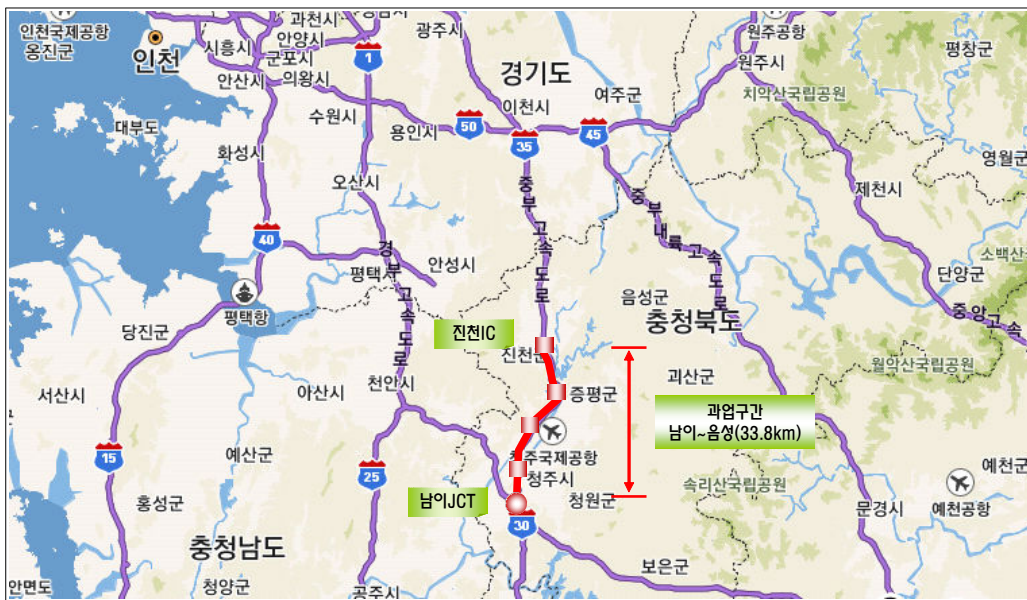 인천국제공항
옹진군
인천
시흥시
과천시
안양시
군포시
의왕시
안산시
수원시
1
광주시
경기도
이천시
여주군
원주공항
원주시
평창군
치악산국립공원
대부도
화성시
용인시
50
35
45
영월군
오산시
제천시
중부고속도로
중부내륙고속도로
40
경부고속도로
안성시
평택시
소백산
단양군
평택항
음성군
충청북도
중앙고속
당진군
진천IC
진천군
월악산국립공원
서산시
아산시
천안시
증평군
괴산군
과업구간
남이~음성(33.8km)
15
예산군
25
청주국제공항
청주시
속리산국립공원
예천군
홍성군
남이JCT
청원군
문경시
예천공항
30
충청남도
보은군
안면도
청양군
공주시